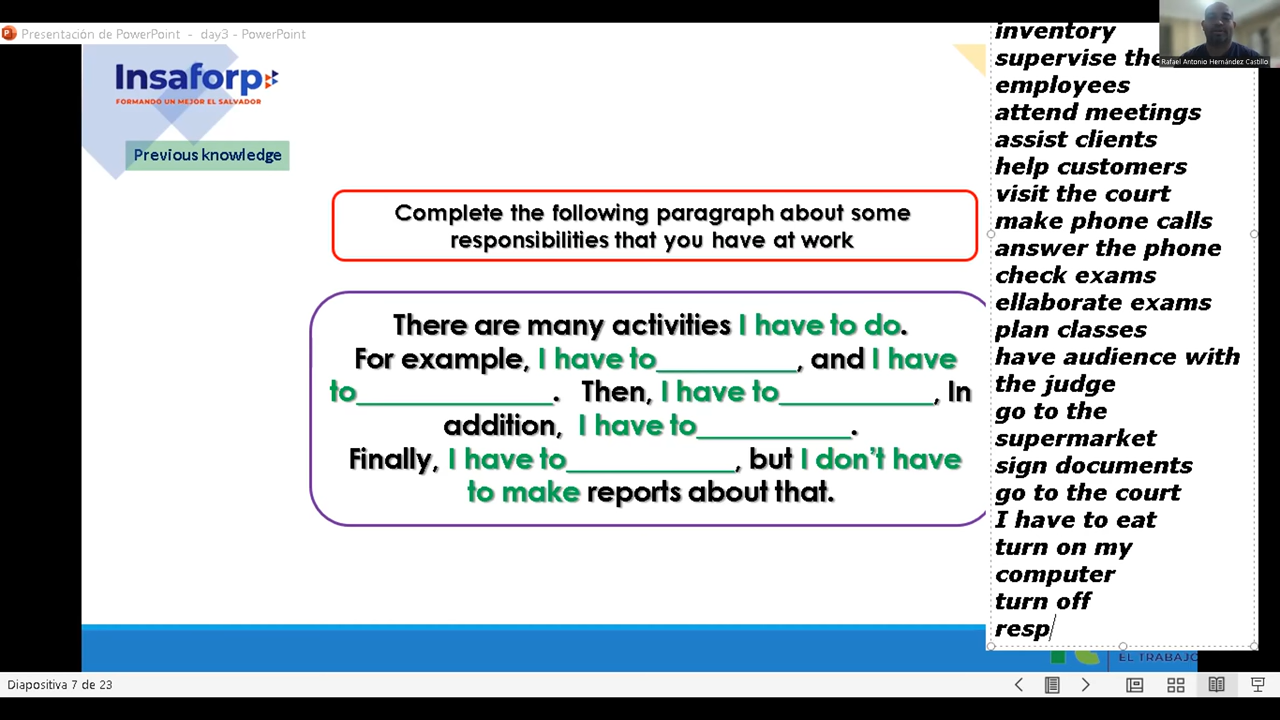 Presentación de PowerPoint - day3 - PowerPoint
Insaforp
FORMANDO UN MEJOR EL SALVADOR
Previous knowledge
Complete the following paragraph about some
responsibilities that you have at work
There are many activities I have to do.
For example, I have to__________, and I have
to______________. Then, I have to___________, In
addition, I have to___________.
Finally, I have to____________, but I don't have
to make reports about that.
inventory
supervise the
employees
attend meetings
assist clients
help customers
visit the court
make phone calls
answer the phone
check exams
ellaborate exams
plan classes
have audience with
the judge
go to the
supermarket
sign documents
go to the court
I have to eat
turn on my
computer
turn off
resp
Rafael Antonio Hernández Castillo
EL TRABAJO
Diapositiva 7 de 23